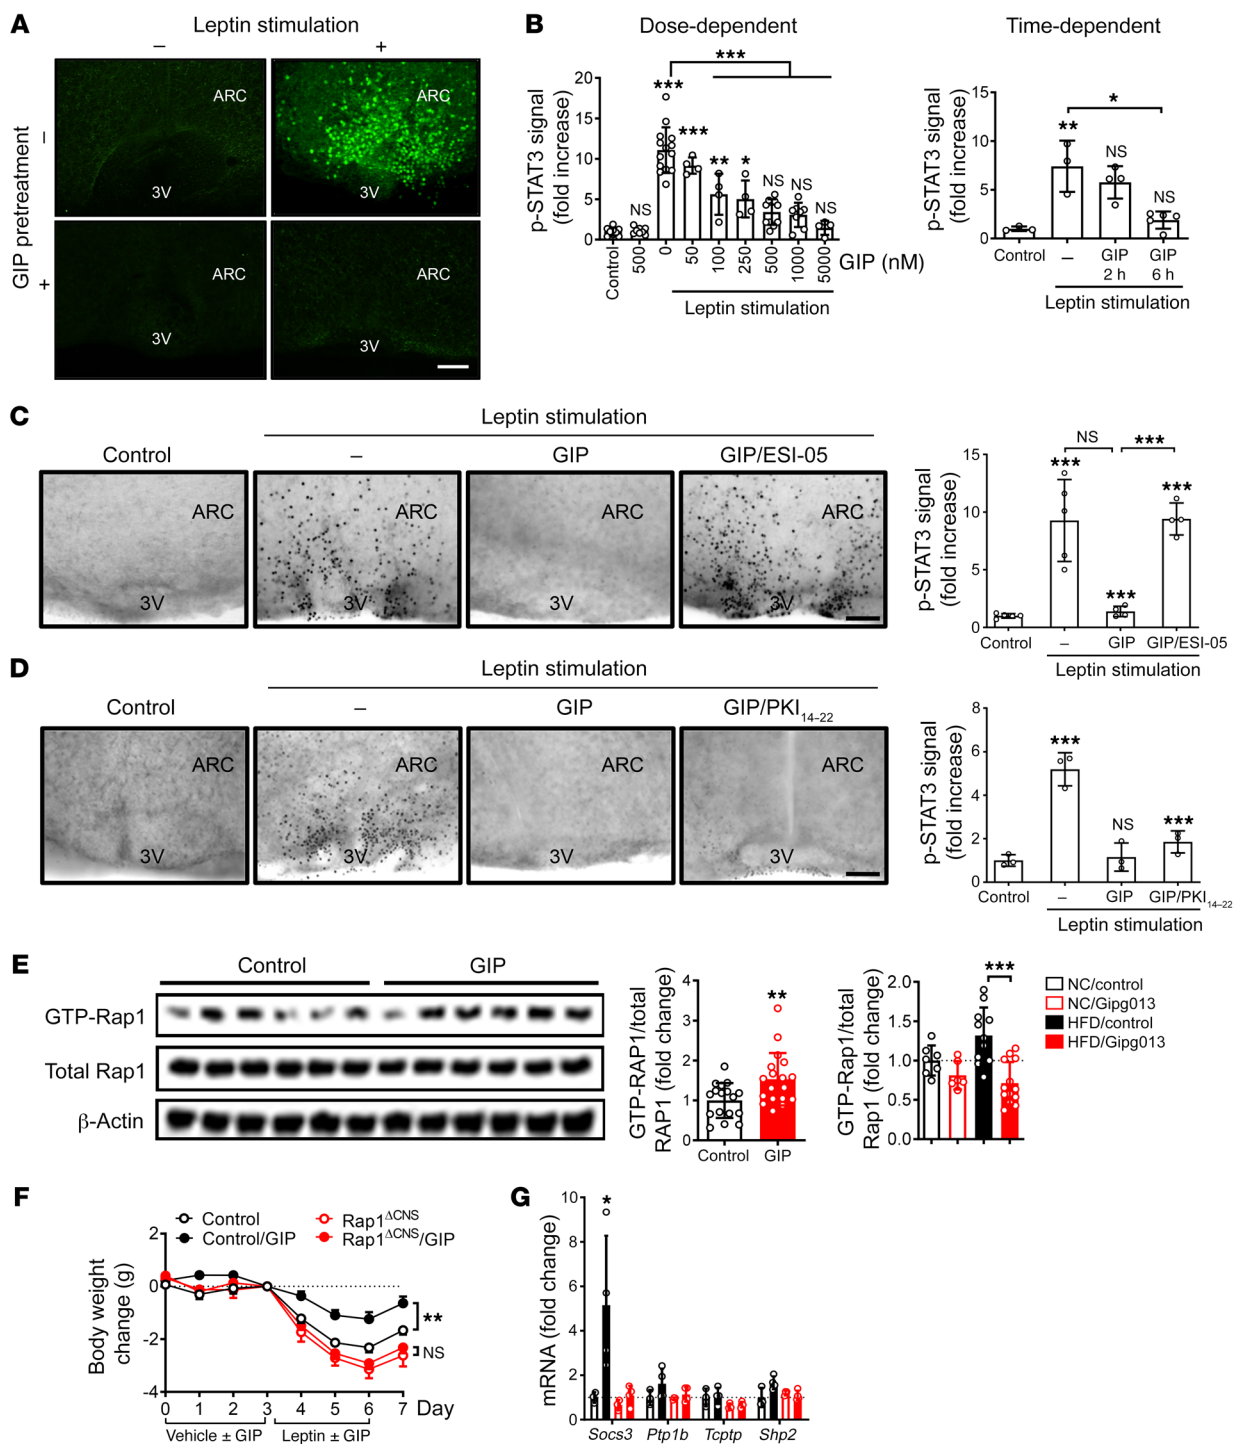 A
Leptin stimulation
– +
GIP pretreatment
–
+
ARC
3V
ARC
3V
ARC
3V
ARC
3V
B
Dose-dependent
p-STAT3 signal
(fold increase)
20
15
10
5
0
***
***
***
**
*
NS
NS
NS
NS
Control
500
0
50
100
250
500
1000
5000
GIP (nM)
Leptin stimulation
Time-dependent
p-STAT3 signal
(fold increase)
15
10
5
0
*
**
NS
NS
Control
–
GIP
2 h
GIP
6 h
Leptin stimulation
C
Leptin stimulation
Control – GIP GIP/ESI-05
ARC
3V
ARC
3V
ARC
3V
ARC
3V
p-STAT3 signal
(fold increase)
15
10
5
0
NS
***
***
***
***
Control – GIP GIP/ESI-05
Leptin stimulation
D
Leptin stimulation
Control – GIP GIP/PKI14–22
ARC
3V
ARC
3V
ARC
3V
ARC
3V
p-STAT3 signal
(fold increase)
8
6
4
2
0
***
NS
***
Control – GIP GIP/PKI14–22
Leptin stimulation
E
Control GIP
GTP-Rap1
Total Rap1
β-Actin
GTP-RAP1/total
RAP1 (fold change)
4
3
2
1
0
**
Control GIP
GTP-Rap1/total
Rap1 (fold change)
2.0
1.5
1.0
0.5
0.0
***
NC/control
NC/Gipg013
HFD/control
HFD/Gipg013
F
Control
Control/GIP
Rap1ΔCNS
Rap1ΔCNS/GIP
Body weight
change (g)
2
0
-2
-4
**
NS
0 1 2 3 4 5 6 7 Day
Vehicle ± GIP Leptin ± GIP
G
mRNA (fold change)
10
8
6
4
2
0
*
Socs3 Ptp1b Tcptp Shp2